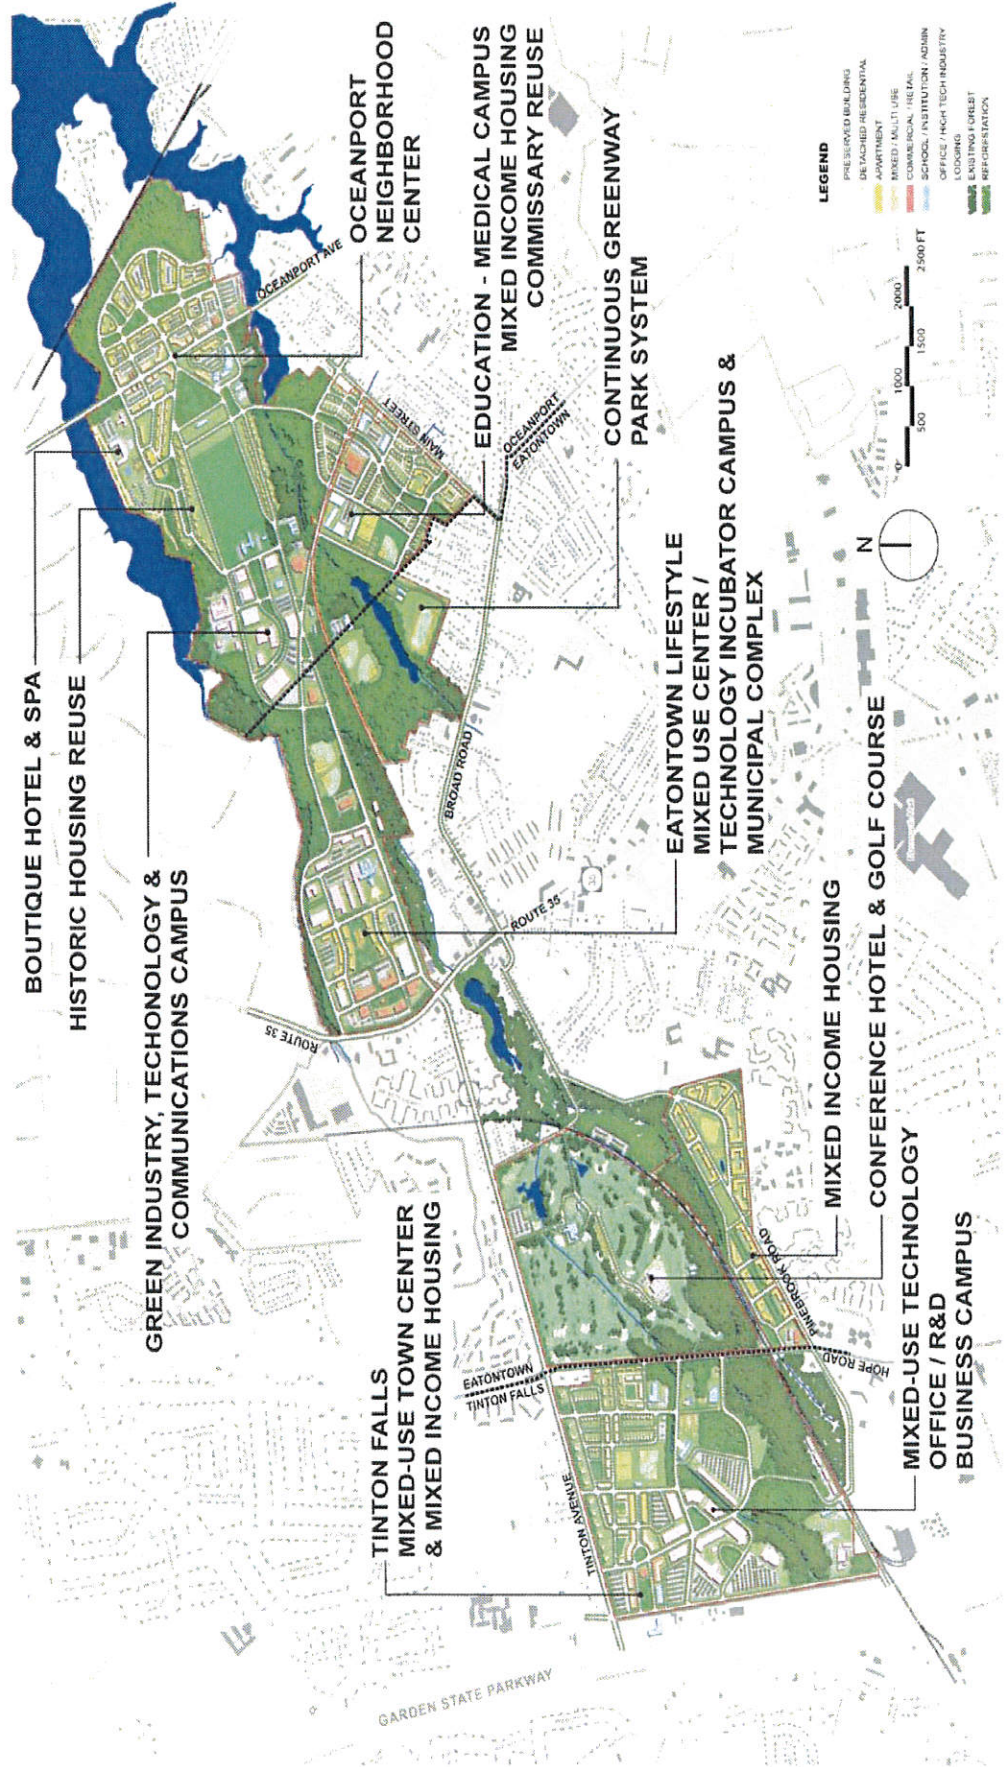 BOUTIQUE HOTEL & SPA
HISTORIC HOUSING REUSE
GREEN INDUSTRY, TECHONOLOGY &
COMMUNICATIONS CAMPUS
TINTON FALLS
MIXED-USE TOWN CENTER
& MIXED INCOME HOUSING
OCEANPORT
NEIGHBORHOOD
CENTER
EDUCATION - MEDICAL CAMPUS
MIXED INCOME HOUSING
COMMISSARY REUSE
CONTINUOUS GREENWAY
PARK SYSTEM
EATONTOWN LIFESTYLE
MIXED USE CENTER /
TECHNOLOGY INCUBATOR CAMPUS &
MUNICIPAL COMPLEX
MIXED INCOME HOUSING
CONFERENCE HOTEL & GOLF COURSE
MIXED-USE TECHNOLOGY
OFFICE / R&D
BUSINESS CAMPUS
OCEANPORT AVE
MAIN STREET
OCEANPORT
EATONTOWN
BROAD ROAD
ROUTE 35
ROUTE 35
35
EATONTOWN
TINTON FALLS
TINTON AVENUE
PINEBROOK ROAD
HOPE ROAD
GARDEN STATE PARKWAY
N
0'
500
1000
1500
2000
2500 FT
LEGEND
PRESERVED BUILDING
DETACHED RESIDENTIAL
APARTMENT
MIXED / MULTI USE
COMMERCIAL / RETAIL
SCHOOL / INSTITUTION / ADMIN
OFFICE / HIGH TECH INDUSTRY
LODGING
EXISTING FOREST
REFORESTATION